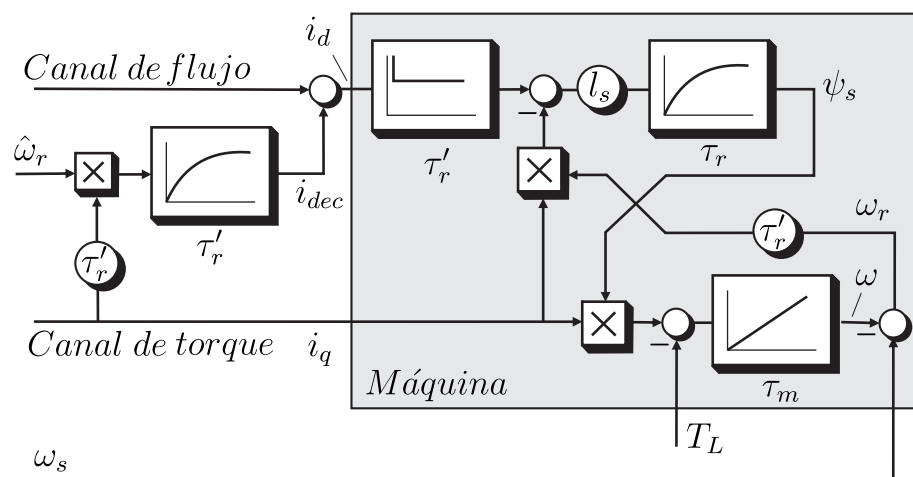 i_d
Canal de flujo
l_s
ψ_s
τ_r
τ'_r
ω̂_r
×
×
i_dec
τ'_r
τ'_r
ω_r
τ'_r
ω
×
Canal de torque
i_q
Máquina
τ_m
T_L
ω_s